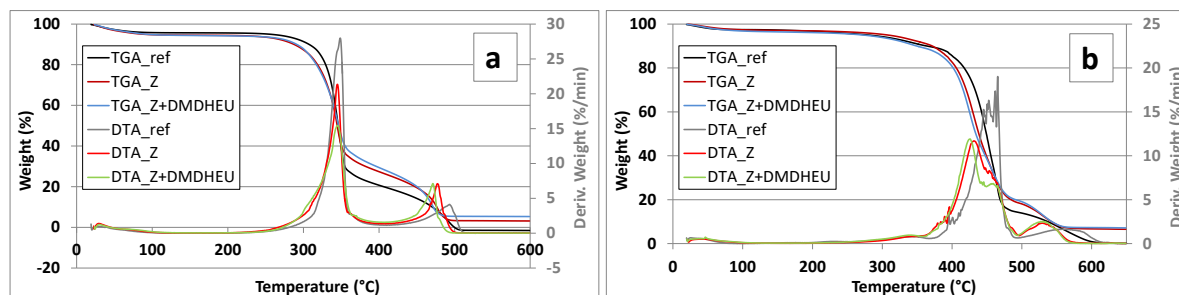 a
Weight (%)
100
80
60
40
20
0
-20
TGA_ref
TGA_Z
TGA_Z+DMDHEU
DTA_ref
DTA_Z
DTA_Z+DMDHEU
30
25
20
15
10
5
0
-5
Deriv. Weight (%/min)
0 100 200 300 400 500 600
Temperature (°C)
b
Weight (%)
100
80
60
40
20
0
TGA_ref
TGA_Z
TGA_Z+DMDHEU
DTA_ref
DTA_Z
DTA_Z+DMDHEU
25
20
15
10
5
0
Deriv. Weight (%/min)
0 100 200 300 400 500 600
Temperature (°C)